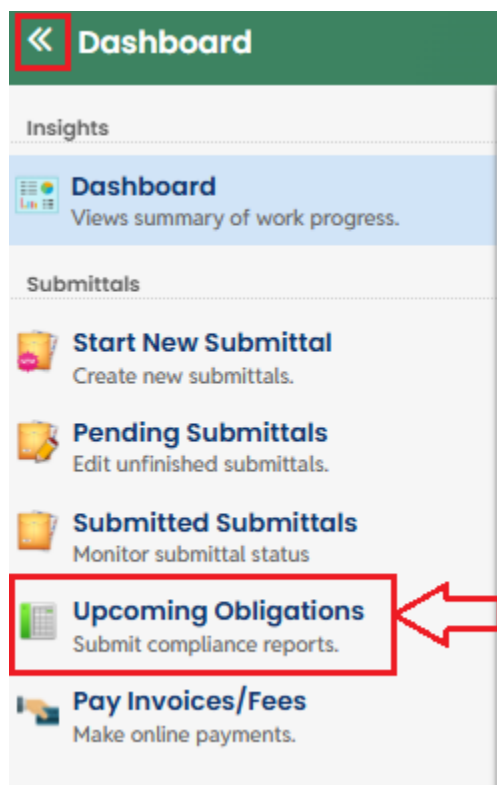 « Dashboard
Insights
Dashboard
Views summary of work progress.
Submittals
Start New Submittal
Create new submittals.
Pending Submittals
Edit unfinished submittals.
Submitted Submittals
Monitor submittal status
Upcoming Obligations
Submit compliance reports.
Pay Invoices/Fees
Make online payments.